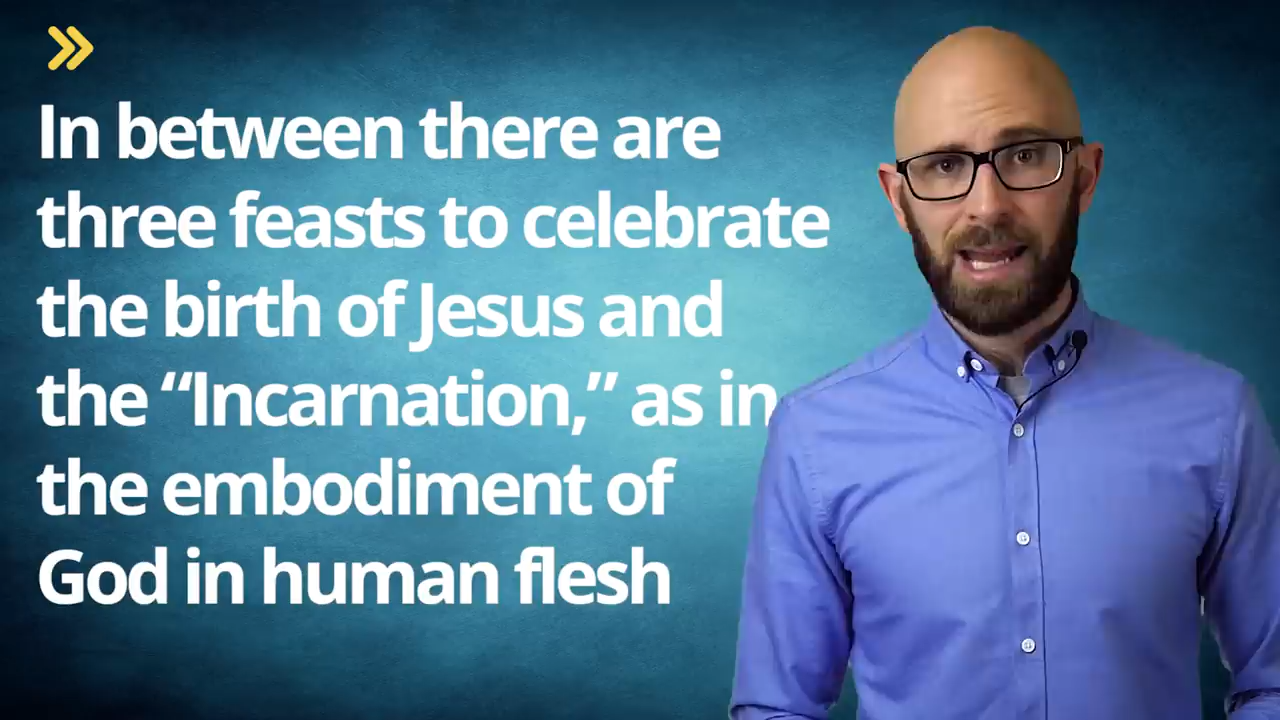 In between there are
three feasts to celebrate
the birth of Jesus and
the “Incarnation,” as in
the embodiment of
God in human flesh